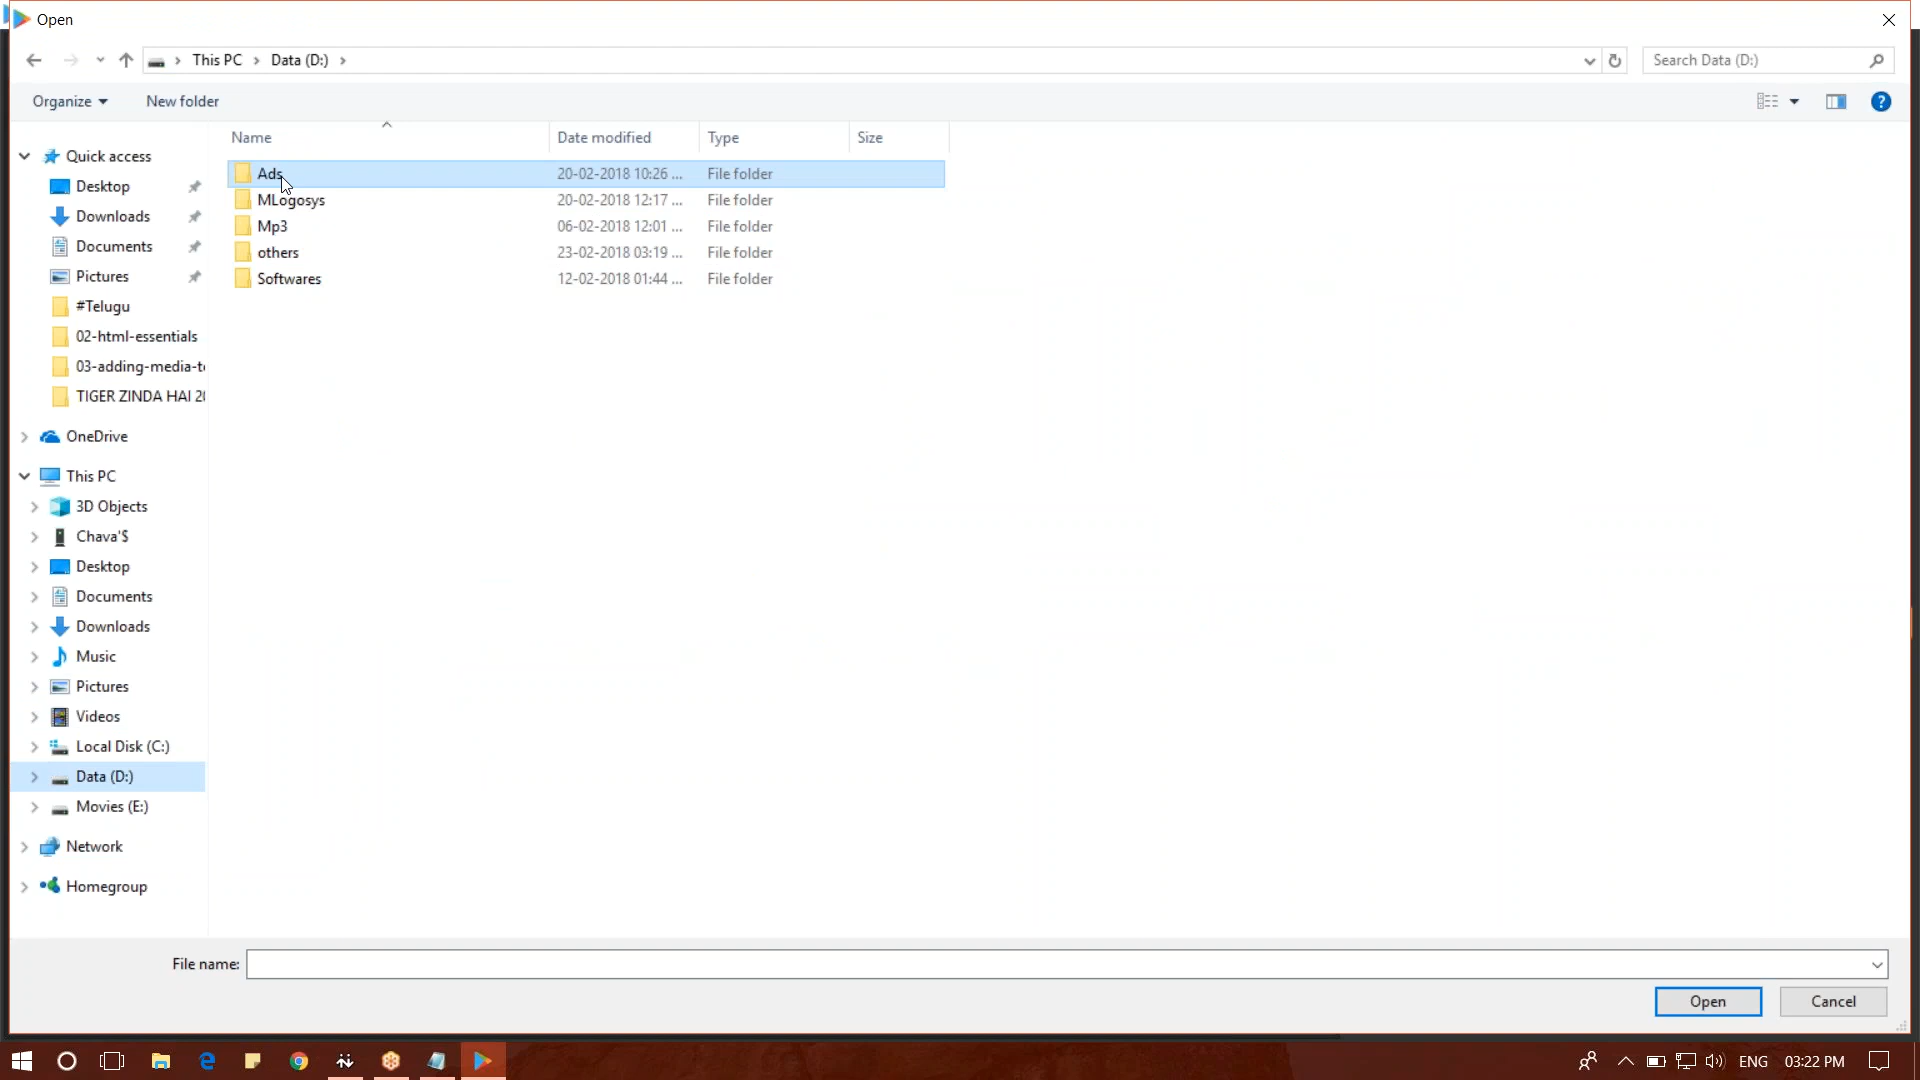 Open
This PC Data (D:)
Search Data (D:)
Organize
New folder
Name Date modified Type Size
Quick access
Desktop
Downloads
Documents
Pictures
#Telugu
02-html-essentials
03-adding-media-t
TIGER ZINDA HAI 20
OneDrive
This PC
3D Objects
Chava'$
Desktop
Documents
Downloads
Music
Pictures
Videos
Local Disk (C:)
Data (D:)
Movies (E:)
Network
Homegroup
Ads 20-02-2018 10:26 ... File folder
MLogosys 20-02-2018 12:17 ... File folder
Mp3 06-02-2018 12:01 ... File folder
others 23-02-2018 03:19 ... File folder
Softwares 12-02-2018 01:44 ... File folder
File name:
Open
Cancel
ENG 03:22 PM